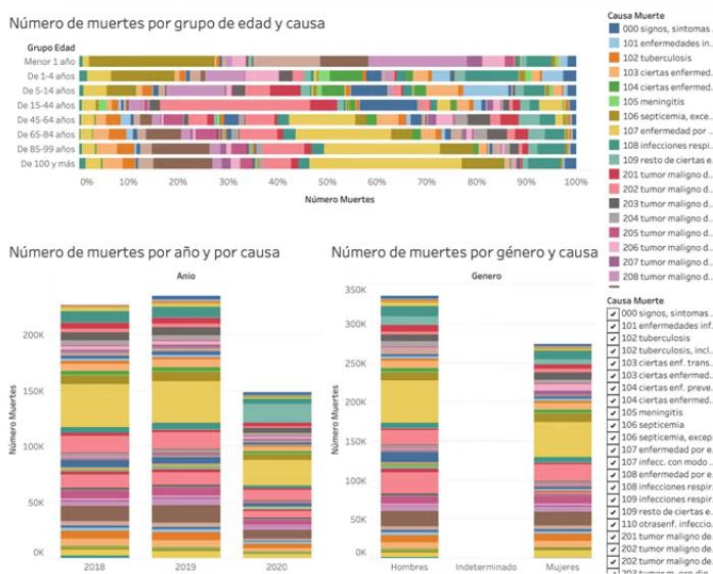 Número de muertes por grupo de edad y causa
Grupo Edad
Menor 1 año
De 1-4 años
De 5-14 años
De 15-44 años
De 45-64 años
De 65-84 años
De 85-99 años
De 100 y más
0% 10% 20% 30% 40% 50% 60% 70% 80% 90% 100%
Número Muertes
Causa Muerte
000 signos, sintomas ..
101 enfermedades in..
102 tuberculosis
103 ciertas enfermed..
104 ciertas enfermed..
105 meningitis
106 septicemia, exce..
107 enfermedad por ..
108 infecciones respi..
109 resto de ciertas e..
201 tumor maligno d..
202 tumor maligno d..
203 tumor maligno d..
204 tumor maligno d..
205 tumor maligno d..
206 tumor maligno d..
207 tumor maligno d..
208 tumor maligno d..
Número de muertes por año y por causa
Anio
Número Muertes
200K
150K
100K
50K
0K
2018 2019 2020
Número de muertes por género y causa
Genero
Número Muertes
350K
300K
250K
200K
150K
100K
50K
0K
Hombres Indeterminado Mujeres
Causa Muerte
000 signos, sintomas ..
101 enfermedades inf..
102 tuberculosis
102 tuberculosis, incl..
103 ciertas enf. trans..
103 ciertas enfermed..
104 ciertas enf. preve..
104 ciertas enfermed..
105 meningitis
106 septicemia
106 septicemia, excep..
107 enfermedad por e..
107 infecc. con modo ..
108 enfermedad por e..
108 infecciones respir..
109 infecciones respir..
109 resto de ciertas e..
110 otrasenf. infeccio..
201 tumor maligno de..
202 tumor maligno de..
202 tumor maligno de..